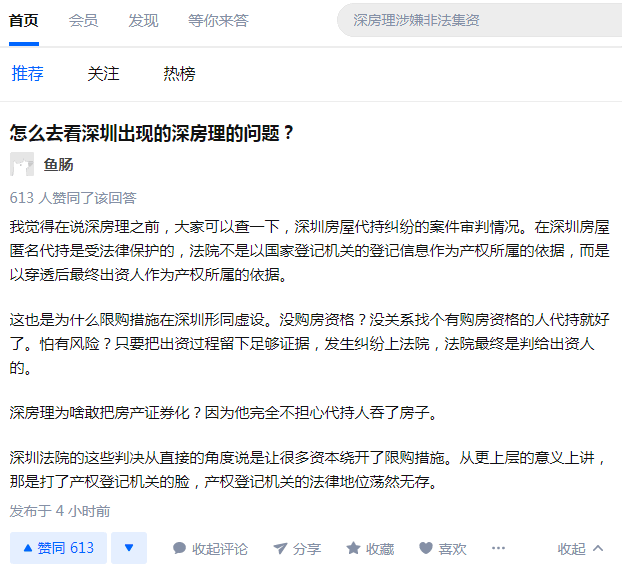 首页 会员 发现 等你来答 深房理涉嫌非法集资
推荐 关注 热榜
怎么去看深圳出现的深房理的问题？
鱼肠
613 人赞同了该回答
我觉得在说深房理之前，大家可以查一下，深圳房屋代持纠纷的案件审判情况。在深圳房屋
匿名代持是受法律保护的，法院不是以国家登记机关的登记信息作为产权所属的依据，而是
以穿透后最终出资人作为产权所属的依据。
这也是为什么限购措施在深圳形同虚设。没购房资格？没关系找个有购房资格的人代持就好
了。怕有风险？只要把出资过程留下足够证据，发生纠纷上法院，法院最终是判给出资人
的。
深房理为啥敢把房产证券化？因为他完全不担心代持人吞了房子。
深圳法院的这些判决从直接的角度说是让很多资本绕开了限购措施。从更上层的意义上讲，
那是打了产权登记机关的脸，产权登记机关的法律地位荡然无存。
发布于 4 小时前
赞同 613 收起评论 分享 收藏 喜欢 ··· 收起